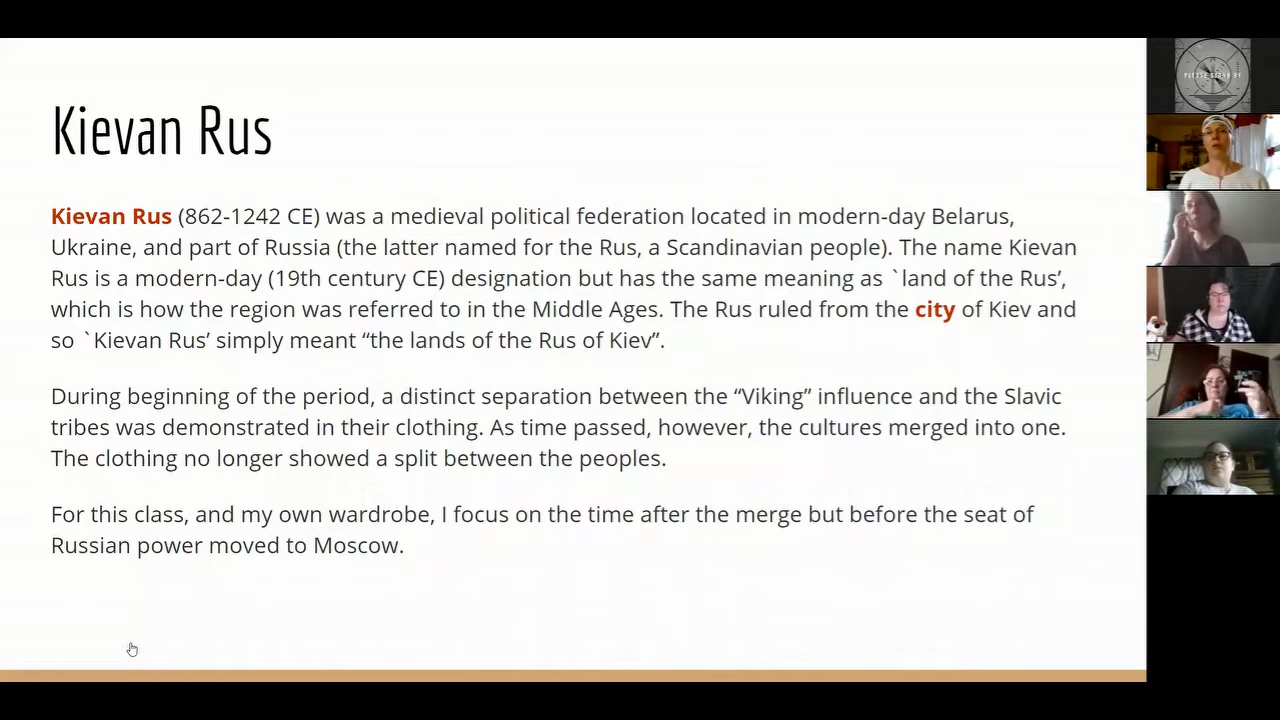 Kievan Rus
Kievan Rus (862-1242 CE) was a medieval political federation located in modern-day Belarus,
Ukraine, and part of Russia (the latter named for the Rus, a Scandinavian people). The name Kievan
Rus is a modern-day (19th century CE) designation but has the same meaning as `land of the Rus’,
which is how the region was referred to in the Middle Ages. The Rus ruled from the city of Kiev and
so `Kievan Rus’ simply meant “the lands of the Rus of Kiev”.
During beginning of the period, a distinct separation between the “Viking” influence and the Slavic
tribes was demonstrated in their clothing. As time passed, however, the cultures merged into one.
The clothing no longer showed a split between the peoples.
For this class, and my own wardrobe, I focus on the time after the merge but before the seat of
Russian power moved to Moscow.
PLEASE STAND BY